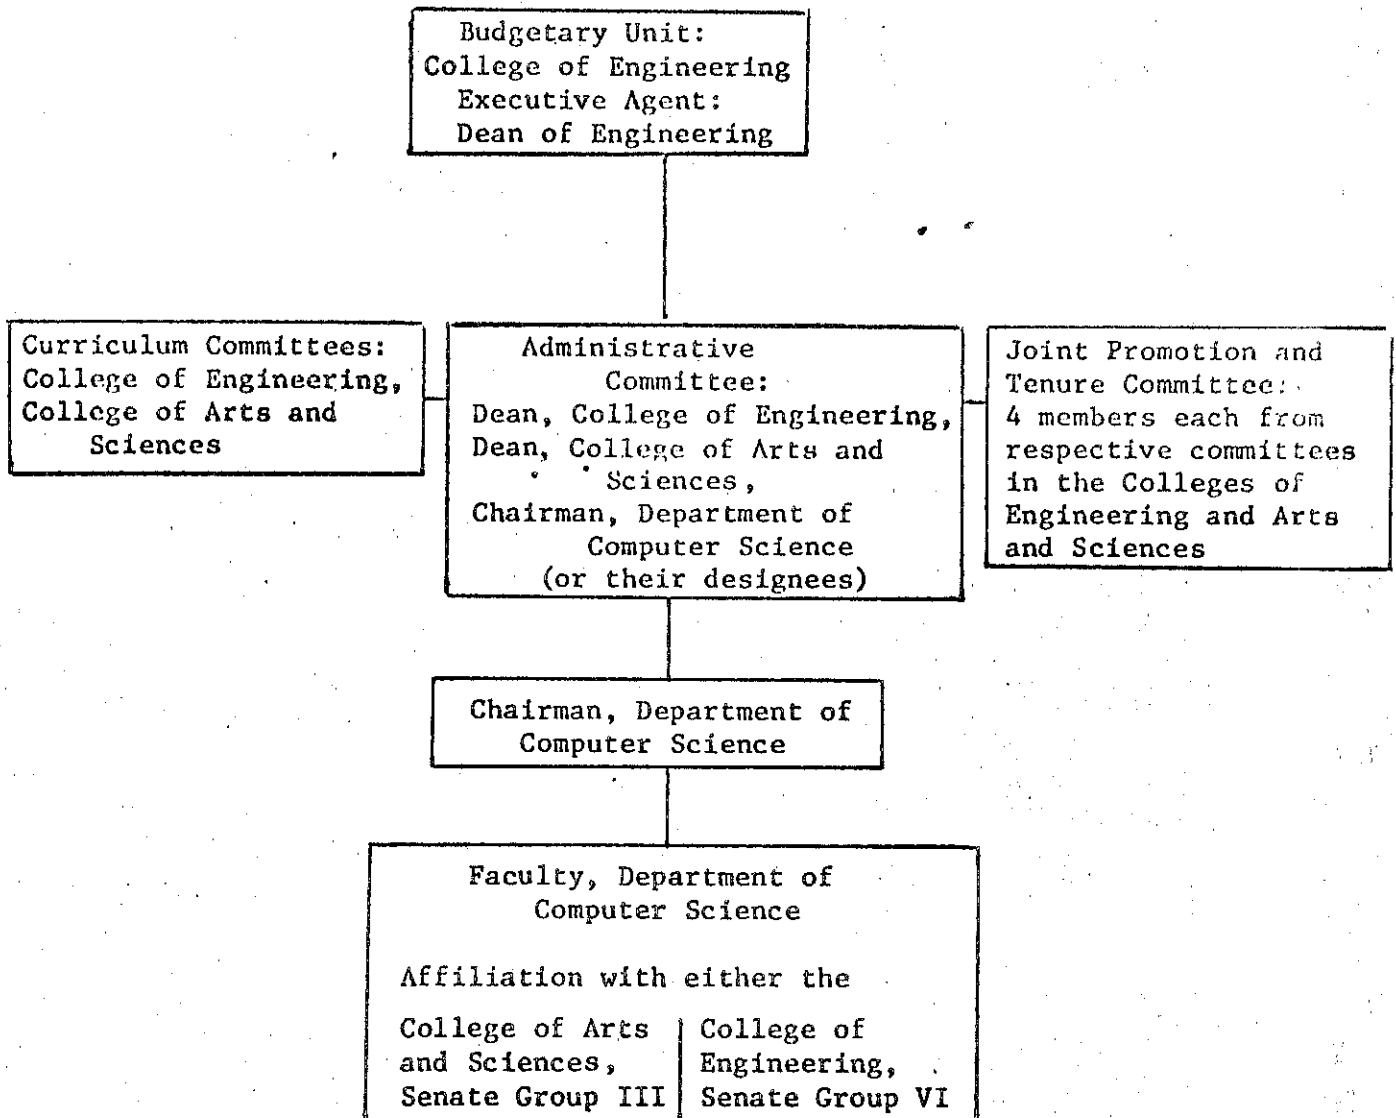 Budgetary Unit:
College of Engineering
Executive Agent:
Dean of Engineering
Curriculum Committees:
College of Engineering,
College of Arts and
Sciences
Administrative
Committee:
Dean, College of Engineering,
Dean, College of Arts and
Sciences,
Chairman, Department of
Computer Science
(or their designees)
Joint Promotion and
Tenure Committee:
4 members each from
respective committees
in the Colleges of
Engineering and Arts
and Sciences
Chairman, Department of
Computer Science
Faculty, Department of
Computer Science
Affiliation with either the
College of Arts
and Sciences,
Senate Group III
College of
Engineering,
Senate Group VI